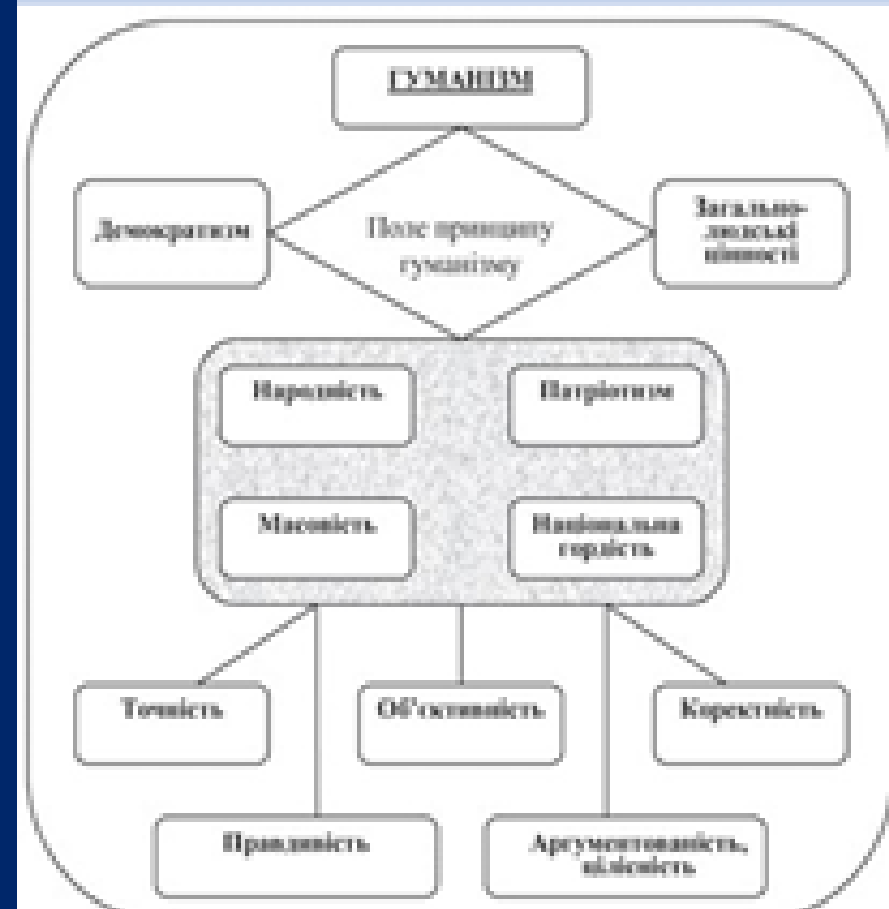 ГУМАНІЗМ
Демократизм
Поле принципу
гуманізму
Загально-
людські
цінності
Народність
Патріотизм
Масовість
Національна
гордість
Точність
Об'єктивність
Коректність
Правдивість
Аргументованість,
цілісність